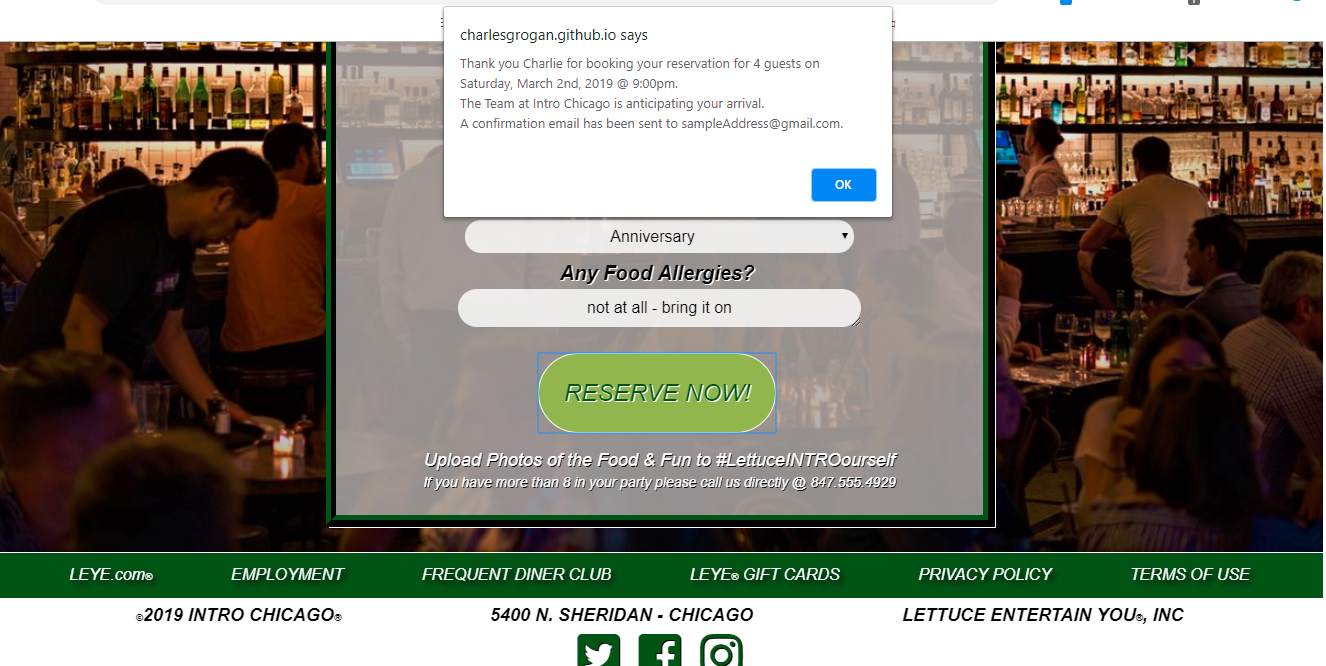 charlesgrogan.github.io says
Thank you Charlie for booking your reservation for 4 guests on
Saturday, March 2nd, 2019 @ 9:00pm.
The Team at Intro Chicago is anticipating your arrival.
A confirmation email has been sent to sampleAddress@gmail.com.
OK
Anniversary
Any Food Allergies?
not at all - bring it on
RESERVE NOW!
Upload Photos of the Food & Fun to #LettuceINTROourself
If you have more than 8 in your party please call us directly @ 847.555.4929
LEYE.com® EMPLOYMENT FREQUENT DINER CLUB LEYE® GIFT CARDS PRIVACY POLICY TERMS OF USE
©2019 INTRO CHICAGO® 5400 N. SHERIDAN - CHICAGO LETTUCE ENTERTAIN YOU®, INC